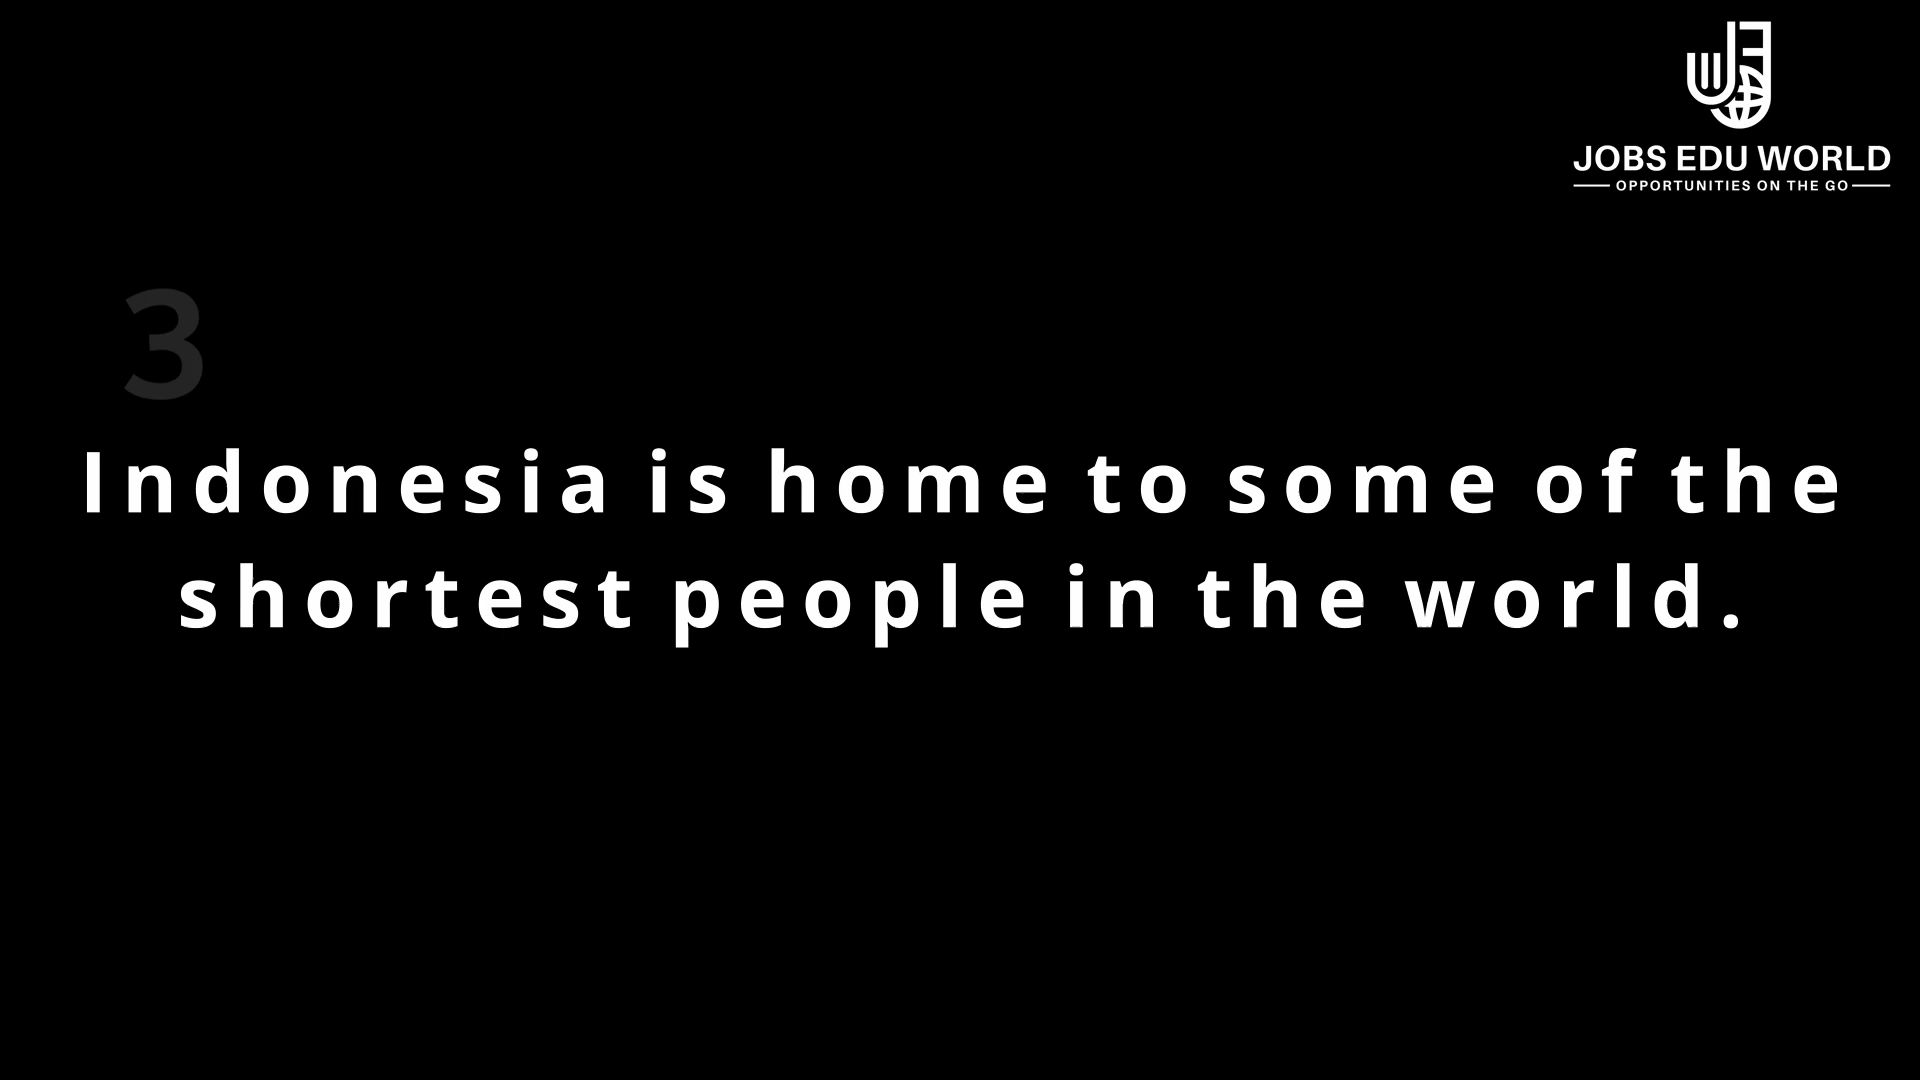 JOBS EDU WORLD
OPPORTUNITIES ON THE GO
3
Indonesia is home to some of the
shortest people in the world.